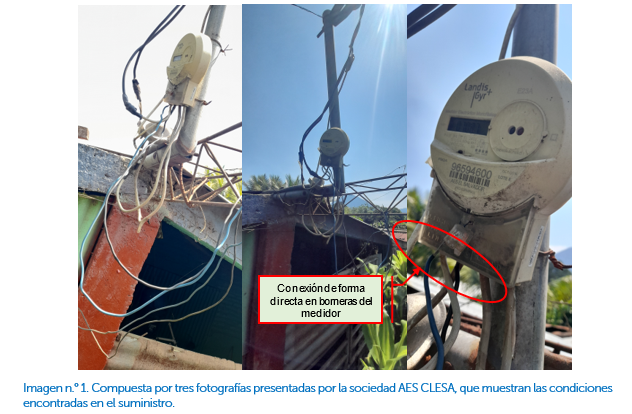 Landis
Gyr+
96594600
Conexión de forma
directa en borneras del
medidor
Imagen n.° 1. Compuesta por tres fotografías presentadas por la sociedad AES CLESA, que muestran las condiciones
encontradas en el suministro.